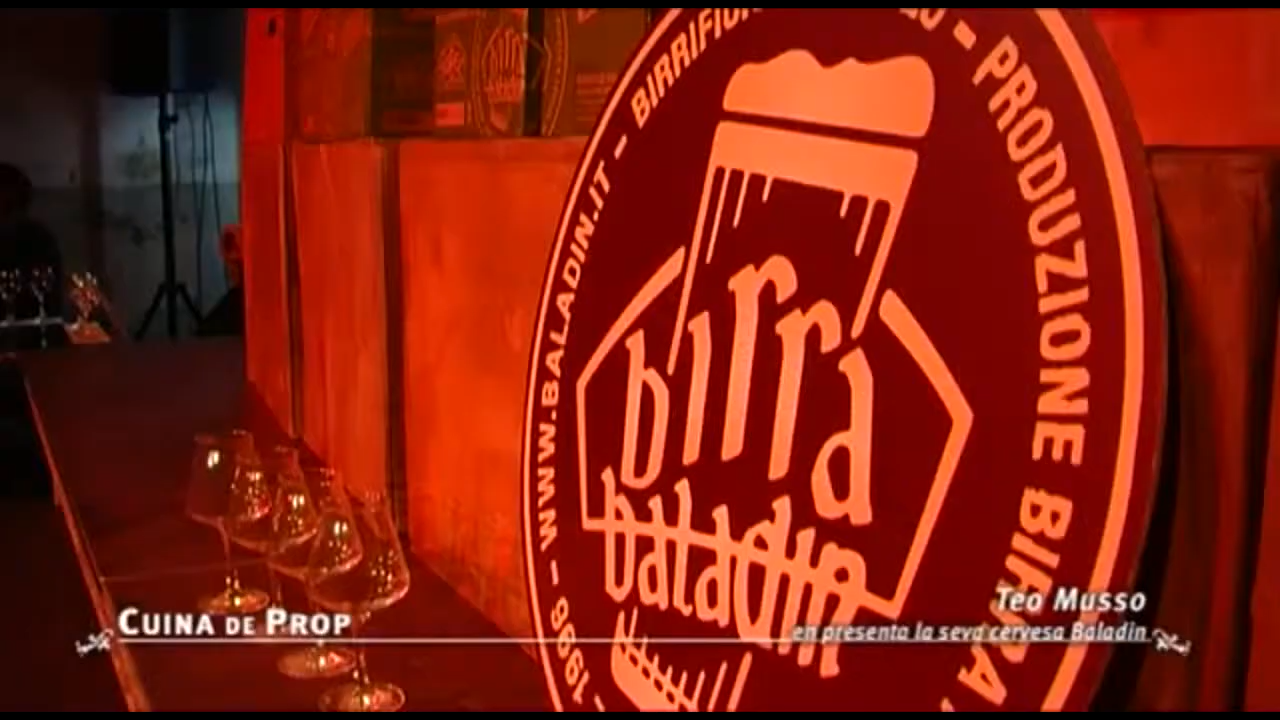 WWW.BALADIN.IT - BIRRIFICIO
- PRODUZIONE BIRRA
- 1996 -
birra
baladin
CUINA DE PROP
Teo Musso
en presenta la seva cervesa Baladin